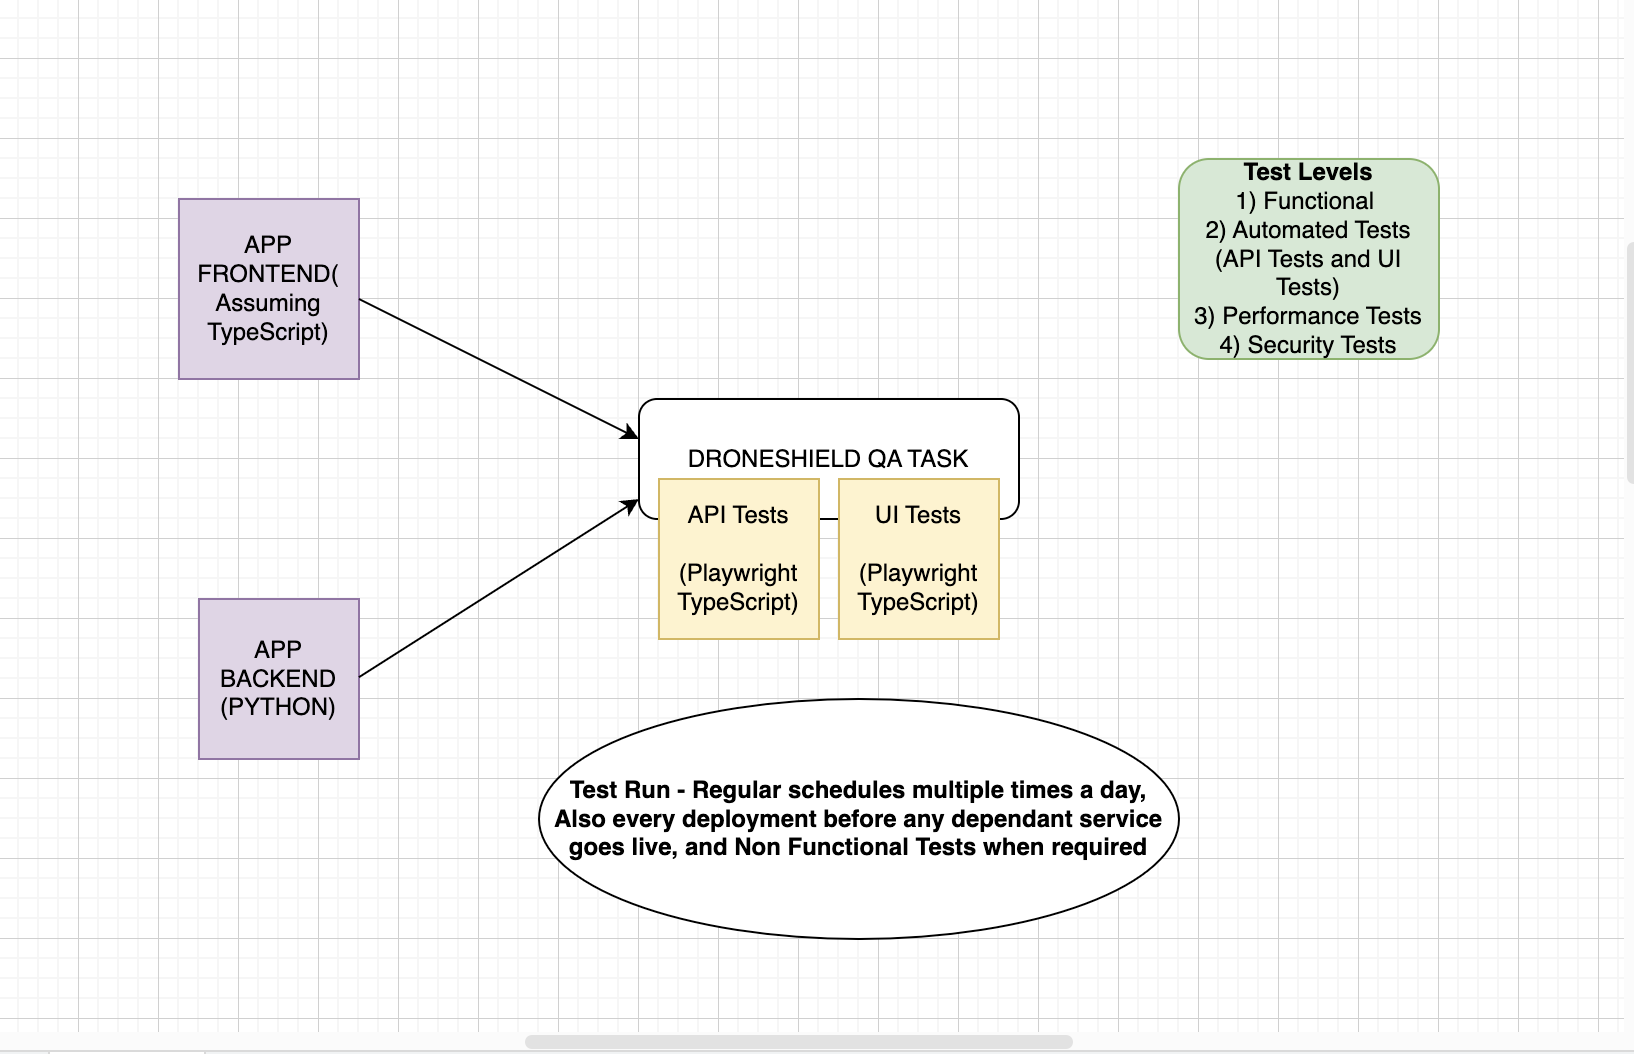 Test Levels
1) Functional
2) Automated Tests
(API Tests and UI
Tests)
3) Performance Tests
4) Security Tests
APP
FRONTEND(
Assuming
TypeScript)
DRONESHIELD QA TASK
API Tests
(Playwright
TypeScript)
UI Tests
(Playwright
TypeScript)
APP
BACKEND
(PYTHON)
Test Run - Regular schedules multiple times a day,
Also every deployment before any dependant service
goes live, and Non Functional Tests when required